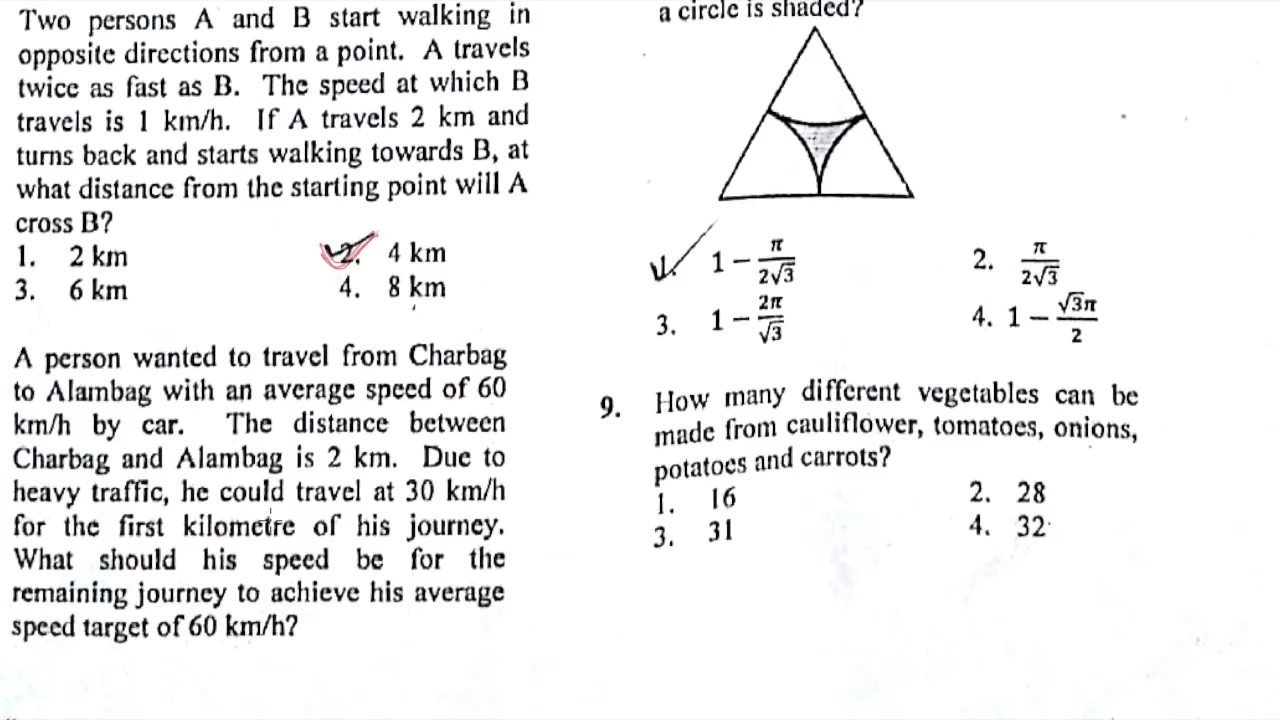 Two persons A and B start walking in
opposite directions from a point. A travels
twice as fast as B. The speed at which B
travels is 1 km/h. If A travels 2 km and
turns back and starts walking towards B, at
what distance from the starting point will A
cross B?
1. 2 km 2. 4 km
3. 6 km 4. 8 km
A person wanted to travel from Charbag
to Alambag with an average speed of 60
km/h by car. The distance between
Charbag and Alambag is 2 km. Due to
heavy traffic, he could travel at 30 km/h
for the first kilometre of his journey.
What should his speed be for the
remaining journey to achieve his average
speed target of 60 km/h?
a circle is shaded?
1. 1 − π/2√3 2. π/2√3
3. 1 − 2π/√3 4. 1 − √3π/2
9. How many different vegetables can be
made from cauliflower, tomatoes, onions,
potatoes and carrots?
1. 16 2. 28
3. 31 4. 32